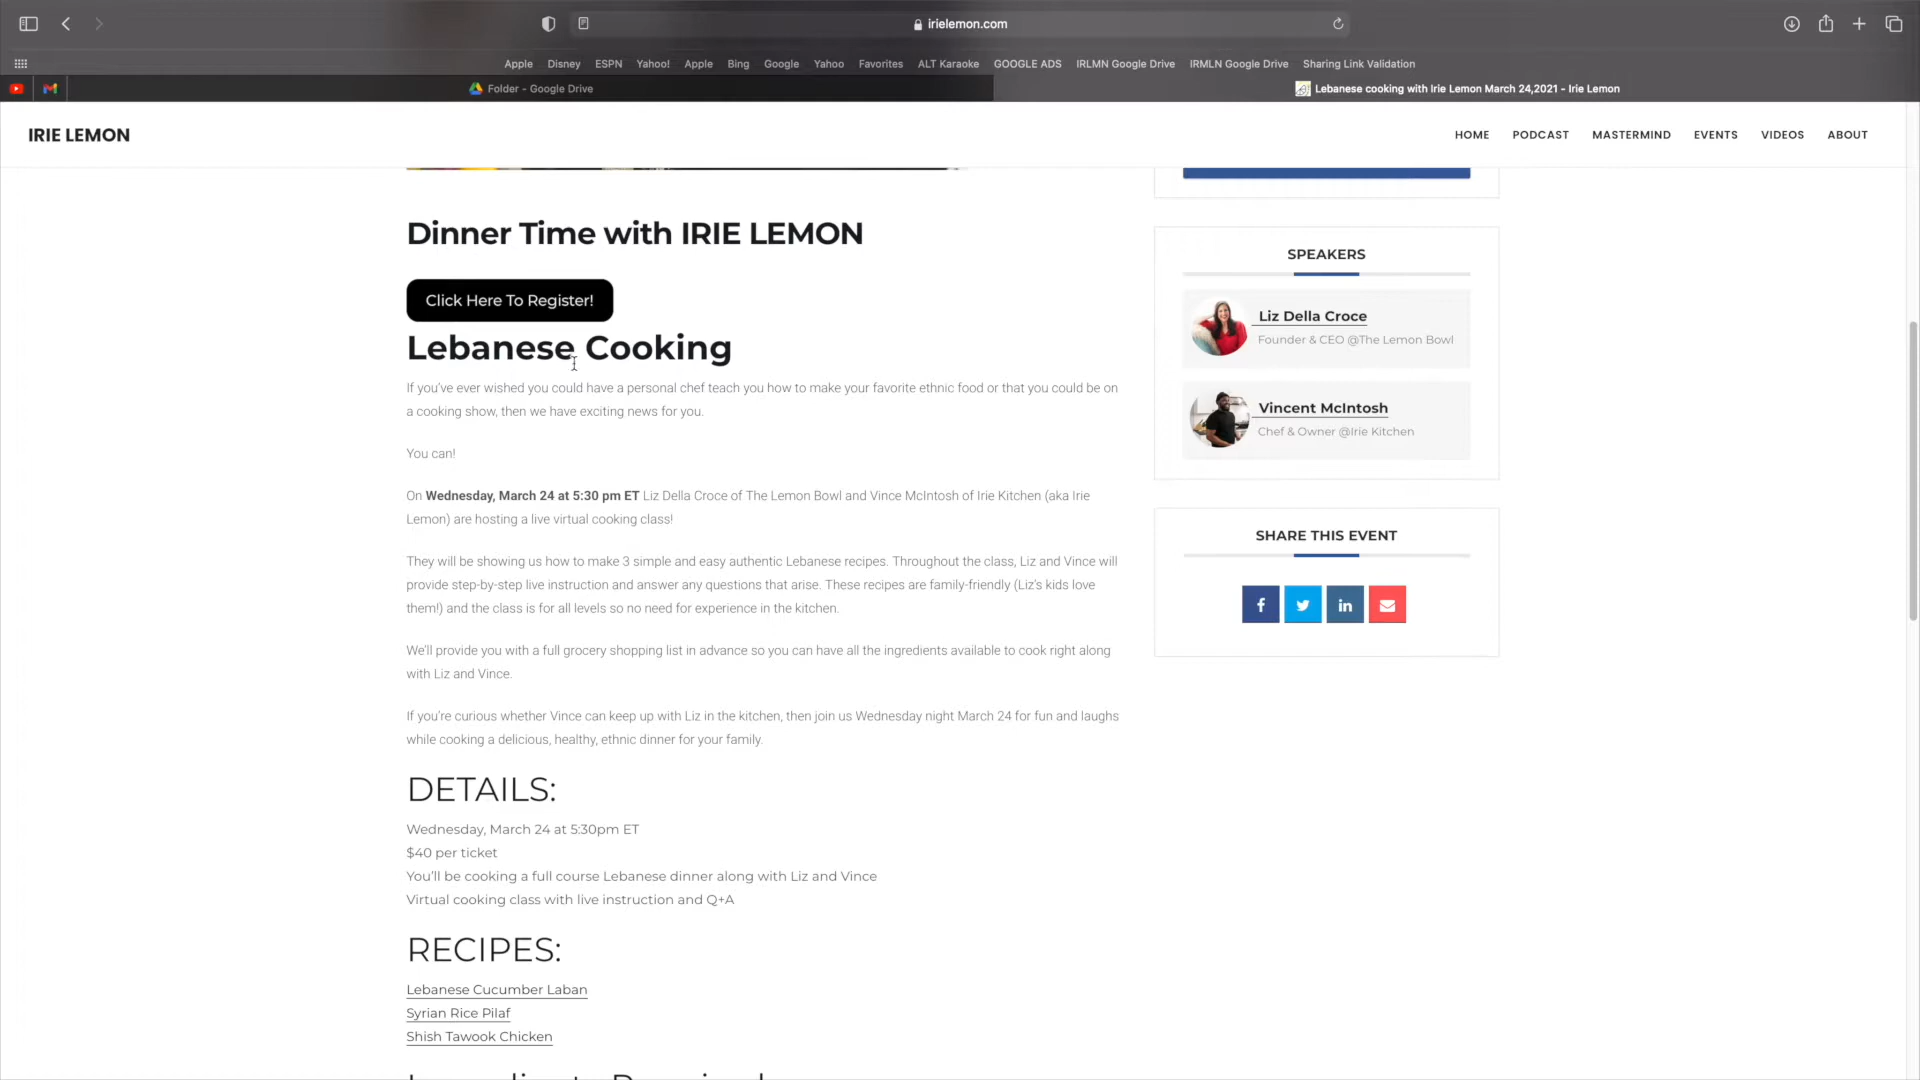 irielemon.com
Apple Disney ESPN Yahoo! Apple Bing Google Yahoo Favorites ALT Karaoke GOOGLE ADS IRLMN Google Drive IRMLN Google Drive Sharing Link Validation
Folder - Google Drive
Lebanese cooking with Irie Lemon March 24,2021 - Irie Lemon
IRIE LEMON
HOME PODCAST MASTERMIND EVENTS VIDEOS ABOUT
Dinner Time with IRIE LEMON
Click Here To Register!
Lebanese Cooking
If you've ever wished you could have a personal chef teach you how to make your favorite ethnic food or that you could be on
a cooking show, then we have exciting news for you.
You can!
On Wednesday, March 24 at 5:30 pm ET Liz Della Croce of The Lemon Bowl and Vince McIntosh of Irie Kitchen (aka Irie
Lemon) are hosting a live virtual cooking class!
They will be showing us how to make 3 simple and easy authentic Lebanese recipes. Throughout the class, Liz and Vince will
provide step-by-step live instruction and answer any questions that arise. These recipes are family-friendly (Liz's kids love
them!) and the class is for all levels so no need for experience in the kitchen.
We'll provide you with a full grocery shopping list in advance so you can have all the ingredients available to cook right along
with Liz and Vince.
If you're curious whether Vince can keep up with Liz in the kitchen, then join us Wednesday night March 24 for fun and laughs
while cooking a delicious, healthy, ethnic dinner for your family.
DETAILS:
Wednesday, March 24 at 5:30pm ET
$40 per ticket
You'll be cooking a full course Lebanese dinner along with Liz and Vince
Virtual cooking class with live instruction and Q+A
RECIPES:
Lebanese Cucumber Laban
Syrian Rice Pilaf
Shish Tawook Chicken
SPEAKERS
Liz Della Croce
Founder & CEO @The Lemon Bowl
Vincent McIntosh
Chef & Owner @Irie Kitchen
SHARE THIS EVENT